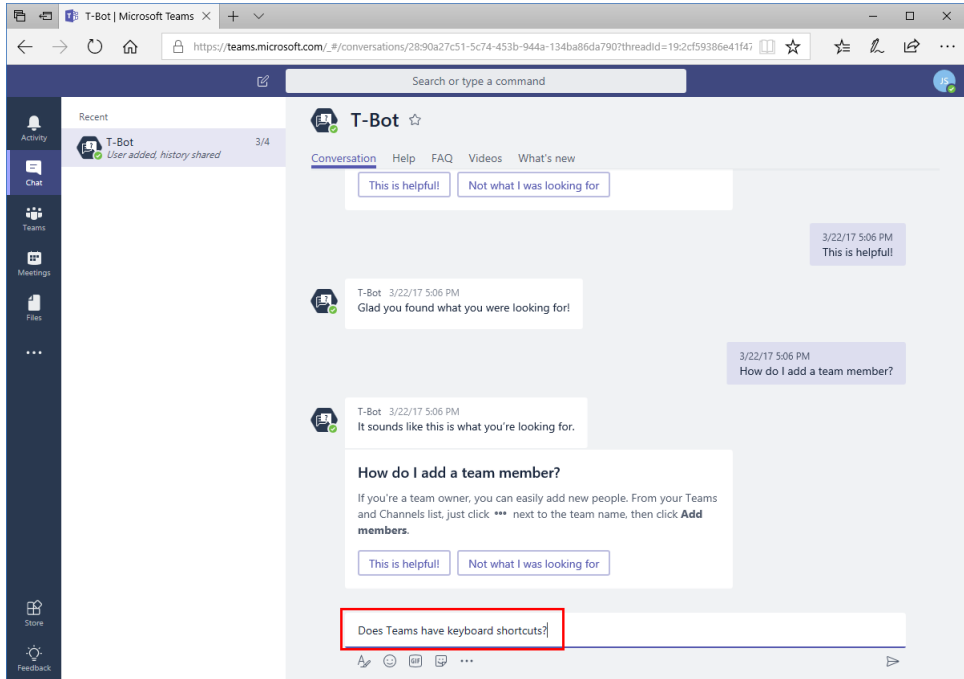 T-Bot | Microsoft Teams
https://teams.microsoft.com/_#/conversations/28:90a27c51-5c74-453b-944a-134ba86da790?threadId=19:2cf59386e41f47
Search or type a command
JS
Activity
Chat
Teams
Meetings
Files
Store
Feedback
Recent
T-Bot 3/4
User added, history shared
T-Bot
Conversation Help FAQ Videos What's new
This is helpful! Not what I was looking for
3/22/17 5:06 PM
This is helpful!
T-Bot 3/22/17 5:06 PM
Glad you found what you were looking for!
3/22/17 5:06 PM
How do I add a team member?
T-Bot 3/22/17 5:06 PM
It sounds like this is what you're looking for.
How do I add a team member?
If you're a team owner, you can easily add new people. From your Teams
and Channels list, just click ••• next to the team name, then click Add
members.
This is helpful! Not what I was looking for
Does Teams have keyboard shortcuts?
GIF